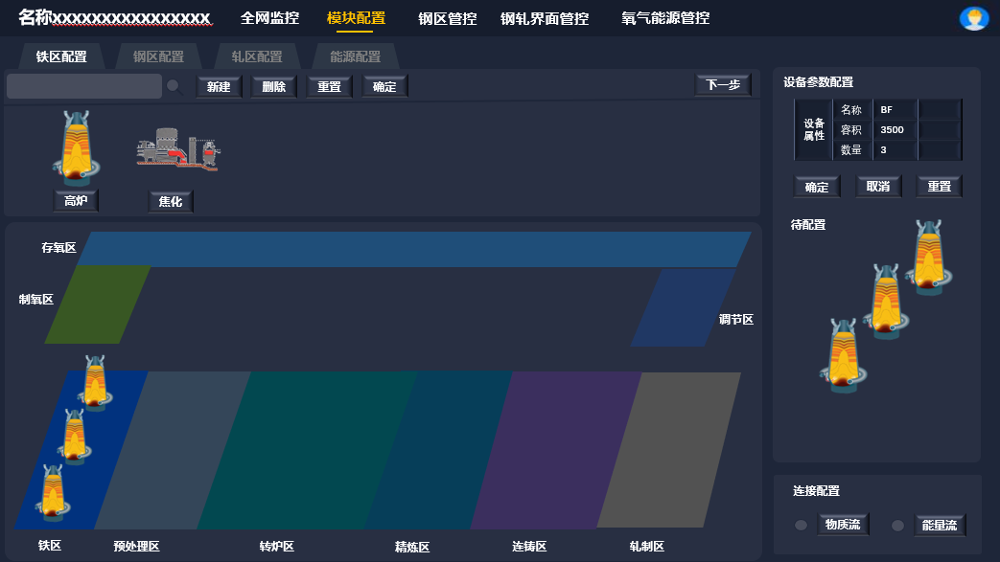 名称xxxxxxxxxxxxxxxxx 全网监控 模块配置 钢区管控 钢轧界面管控 氧气能源管控
铁区配置 钢区配置 轧区配置 能源配置
新建 删除 重置 确定 下一步
高炉 焦化
存氧区
制氧区
调节区
铁区 预处理区 转炉区 精炼区 连铸区 轧制区
设备参数配置
设备属性
名称 BF
容积 3500
数量 3
确定 取消 重置
待配置
连接配置
物质流 能量流